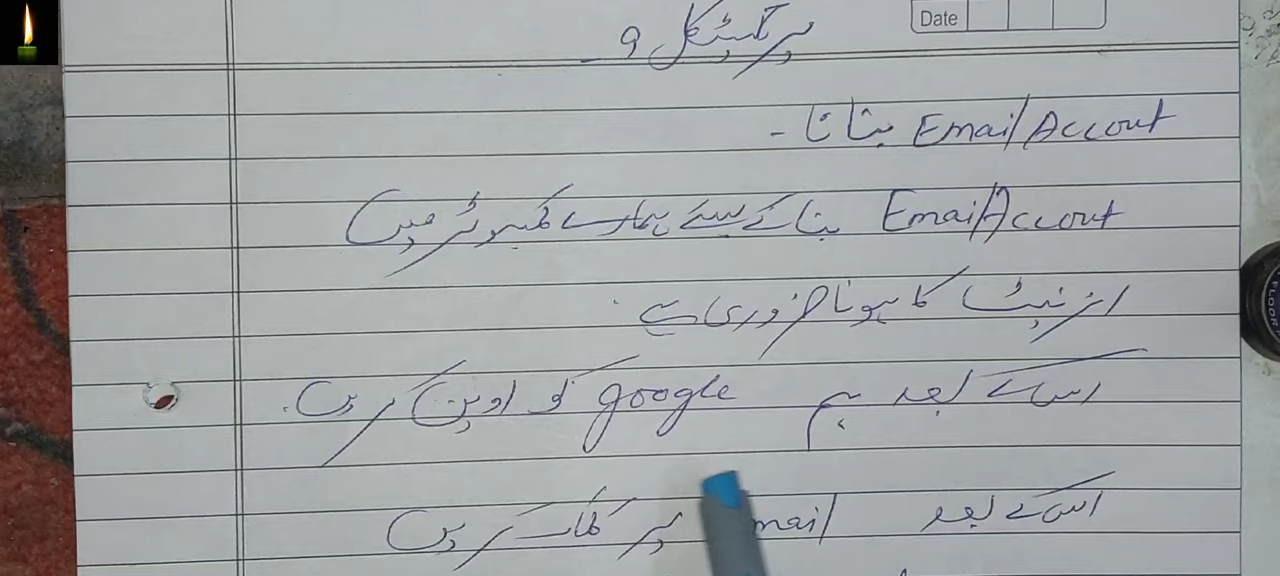 Date
پریکٹیکل 9
Email Accout بنانا -
Email Accout بنانے کے لیے ہمارے کمپیوٹر میں
انٹرنیٹ کا ہونا ضروری ہے
اس کے بعد ہم google کو اوپن کریں.
اس کے بعد mail پر کلک کریں